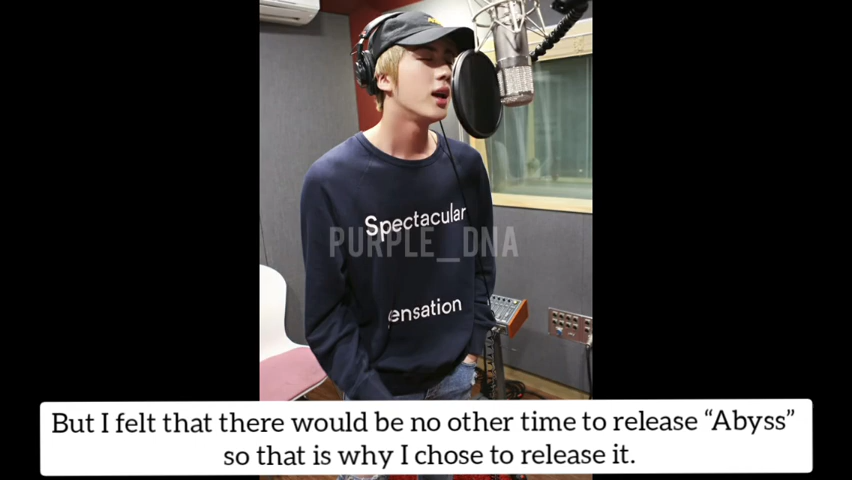 Spectacular
PURPLE_DNA
ensation
But I felt that there would be no other time to release “Abyss”
so that is why I chose to release it.